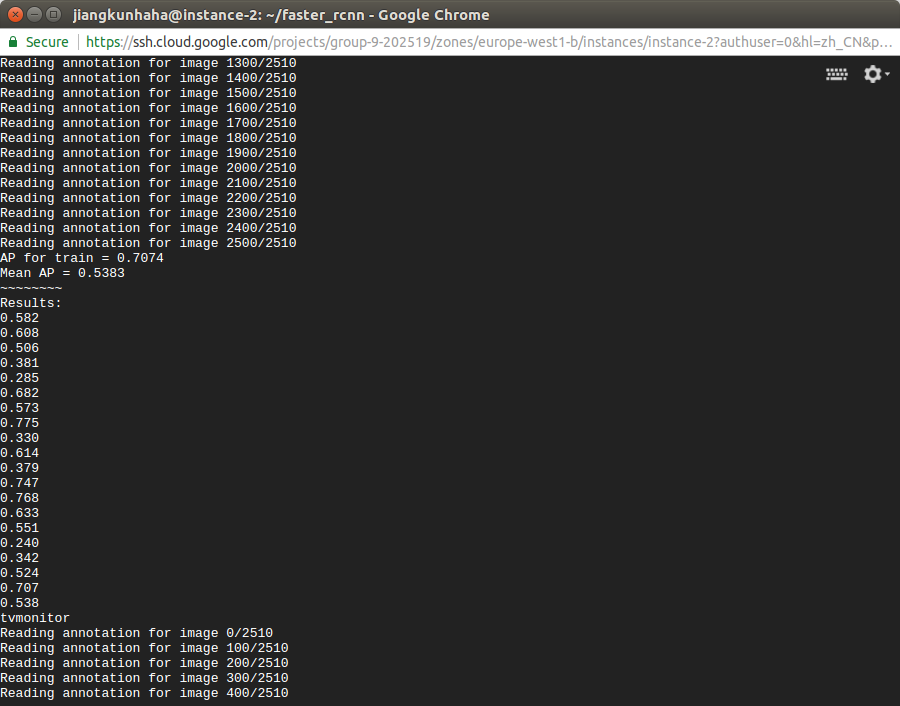 jiangkunhaha@instance-2: ~/faster_rcnn - Google Chrome
Secure https://ssh.cloud.google.com/projects/group-9-202519/zones/europe-west1-b/instances/instance-2?authuser=0&hl=zh_CN&p...
Reading annotation for image 1300/2510
Reading annotation for image 1400/2510
Reading annotation for image 1500/2510
Reading annotation for image 1600/2510
Reading annotation for image 1700/2510
Reading annotation for image 1800/2510
Reading annotation for image 1900/2510
Reading annotation for image 2000/2510
Reading annotation for image 2100/2510
Reading annotation for image 2200/2510
Reading annotation for image 2300/2510
Reading annotation for image 2400/2510
Reading annotation for image 2500/2510
AP for train = 0.7074
Mean AP = 0.5383
~~~~~~~~
Results:
0.582
0.608
0.506
0.381
0.285
0.682
0.573
0.775
0.330
0.614
0.379
0.747
0.768
0.633
0.551
0.240
0.342
0.524
0.707
0.538
tvmonitor
Reading annotation for image 0/2510
Reading annotation for image 100/2510
Reading annotation for image 200/2510
Reading annotation for image 300/2510
Reading annotation for image 400/2510